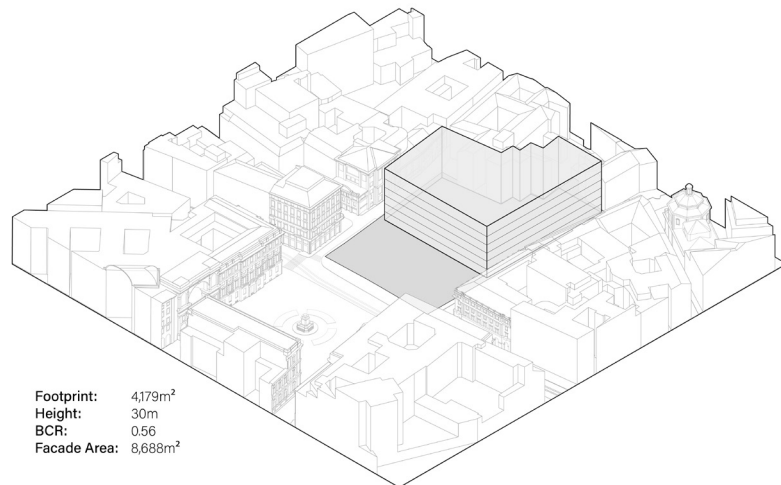 Footprint: 4,179m²
Height: 30m
BCR: 0.56
Facade Area: 8,688m²